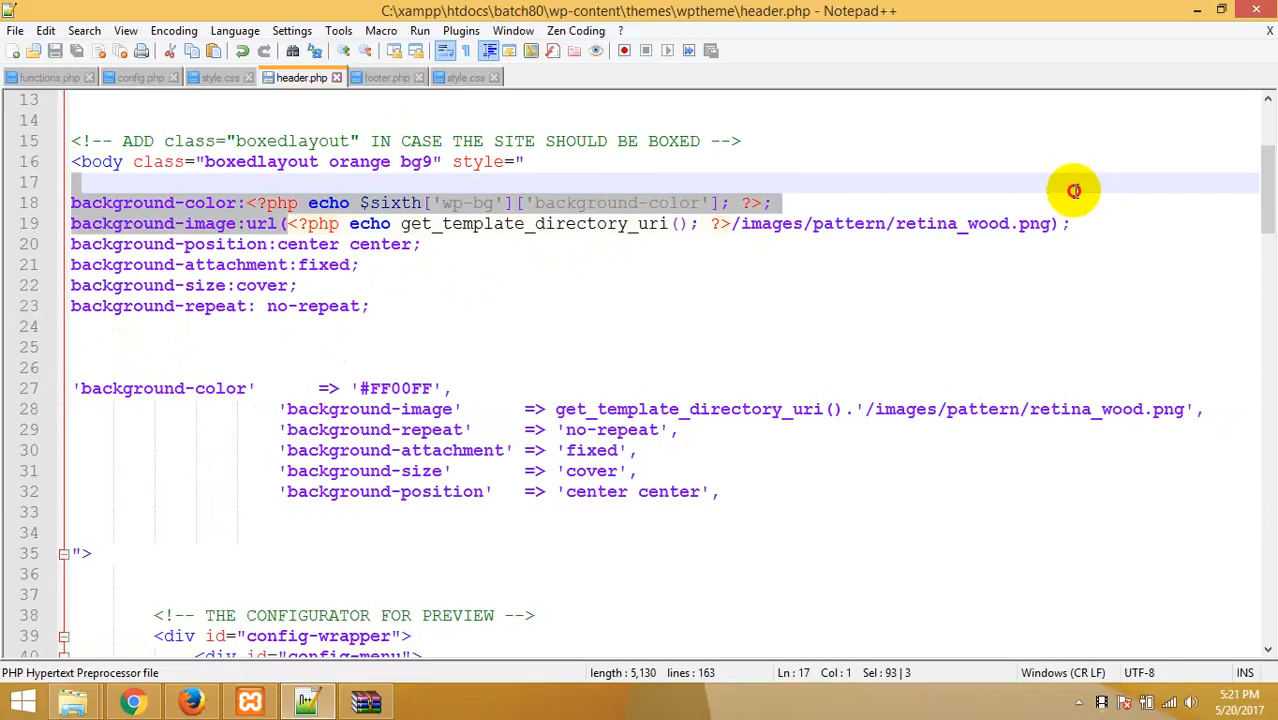 C:\xampp\htdocs\batch80\wp-content\themes\wptheme\header.php - Notepad++
File Edit Search View Encoding Language Settings Tools Macro Run Plugins Window Zen Coding ? X
functions.php config.php style.css header.php footer.php style.css
13
14
15 <!-- ADD class="boxedlayout" IN CASE THE SITE SHOULD BE BOXED -->
16 <body class="boxedlayout orange bg9" style="
17
18 background-color:<?php echo $sixth['wp-bg']['background-color']; ?>;
19 background-image:url(<?php echo get_template_directory_uri(); ?>/images/pattern/retina_wood.png);
20 background-position:center center;
21 background-attachment:fixed;
22 background-size:cover;
23 background-repeat: no-repeat;
24
25
26
27 'background-color' => '#FF00FF',
28 'background-image' => get_template_directory_uri().'/images/pattern/retina_wood.png',
29 'background-repeat' => 'no-repeat',
30 'background-attachment' => 'fixed',
31 'background-size' => 'cover',
32 'background-position' => 'center center',
33
34
35 ">
36
37
38 <!-- THE CONFIGURATOR FOR PREVIEW -->
39 <div id="config-wrapper">
40 <div id="config-menu">
PHP Hypertext Preprocessor file length : 5,130 lines : 163 Ln : 17 Col : 1 Sel : 93 | 3 Windows (CR LF) UTF-8 INS
5:21 PM
5/20/2017